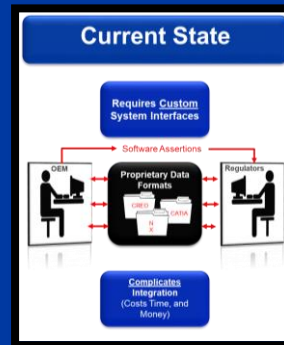 Current State
Requires Custom
System Interfaces
Software Assertions
OEM
Regulators
Proprietary Data
Formats
CREO
CATIA
N
X
Complicates
Integration
(Costs Time, and
Money)